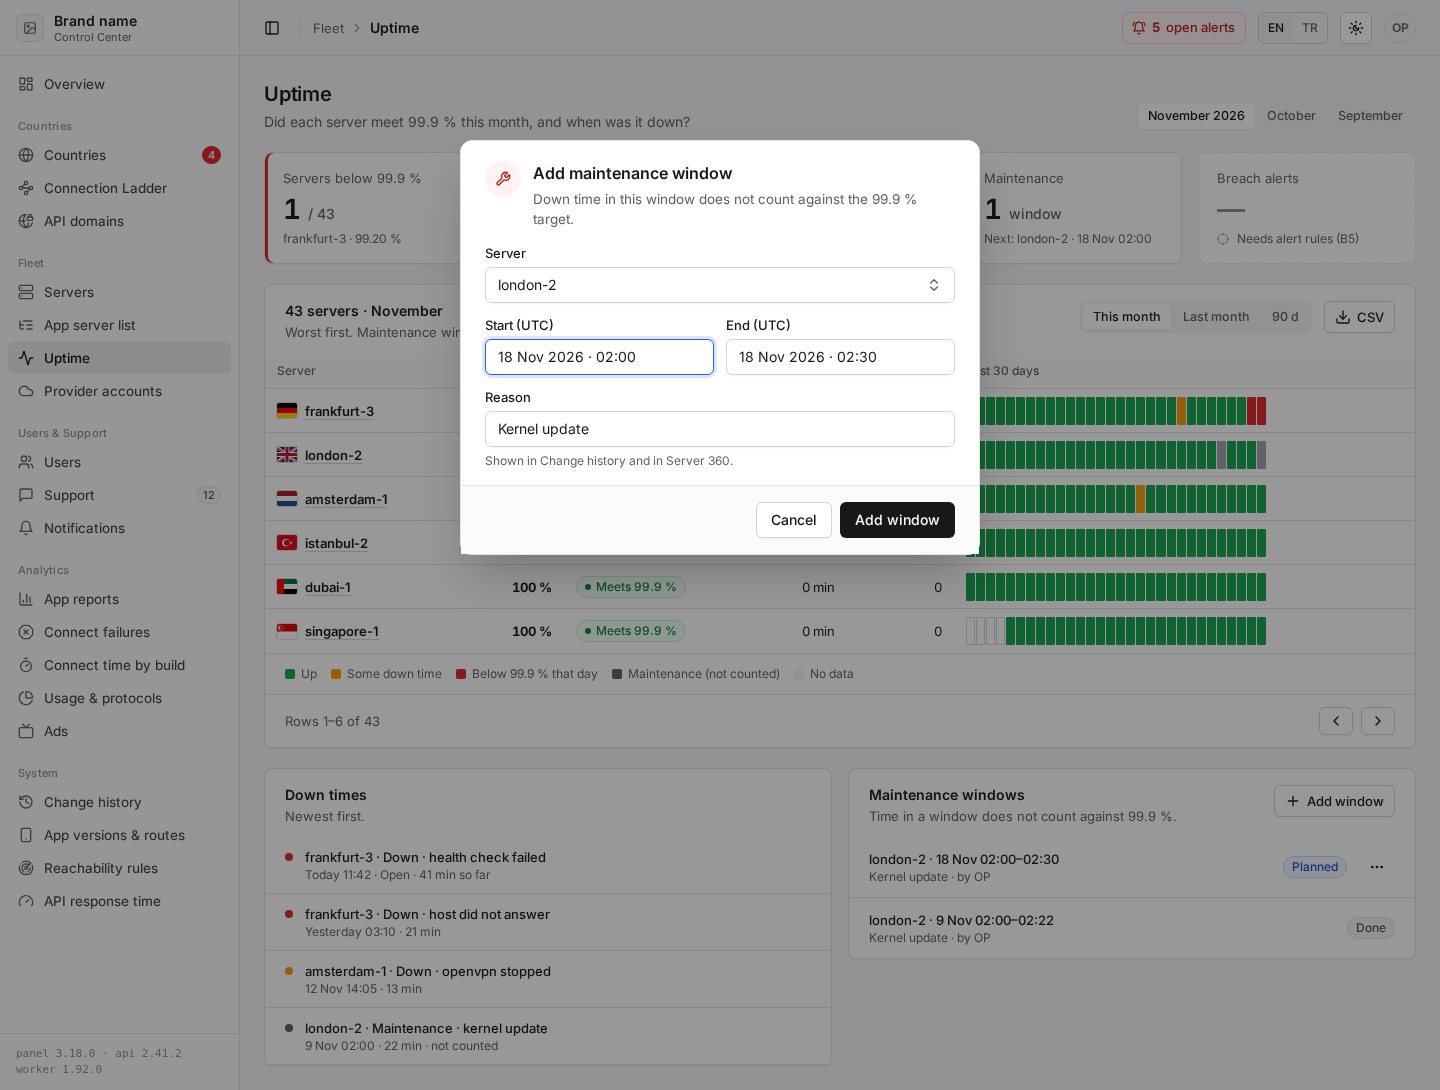 Brand name
Control Center
Fleet
Uptime
5 open alerts
EN
TR
OP
Overview
Countries
Countries
4
Connection Ladder
API domains
Fleet
Servers
App server list
Uptime
Provider accounts
Users & Support
Users
Support
12
Notifications
Analytics
App reports
Connect failures
Connect time by build
Usage & protocols
Ads
System
Change history
App versions & routes
Reachability rules
API response time
panel 3.18.0 · api 2.41.2
worker 1.92.0
Uptime
Did each server meet 99.9 % this month, and when was it down?
November 2026
October
September
Servers below 99.9 %
1 / 43
frankfurt-3 · 99.20 %
Maintenance
1 window
Next: london-2 · 18 Nov 02:00
Breach alerts
—
Needs alert rules (B5)
43 servers · November
Worst first. Maintenance
This month
Last month
90 d
CSV
Server
30 days
frankfurt-3
london-2
amsterdam-1
istanbul-2
dubai-1
100 %
Meets 99.9 %
0 min
0
singapore-1
100 %
Meets 99.9 %
0 min
0
Up
Some down time
Below 99.9 % that day
Maintenance (not counted)
No data
Rows 1–6 of 43
Add maintenance window
Down time in this window does not count against the 99.9 %
target.
Server
london-2
Start (UTC)
End (UTC)
18 Nov 2026 · 02:00
18 Nov 2026 · 02:30
Reason
Kernel update
Shown in Change history and in Server 360.
Cancel
Add window
Down times
Newest first.
frankfurt-3 · Down · health check failed
Today 11:42 · Open · 41 min so far
frankfurt-3 · Down · host did not answer
Yesterday 03:10 · 21 min
amsterdam-1 · Down · openvpn stopped
12 Nov 14:05 · 13 min
london-2 · Maintenance · kernel update
9 Nov 02:00 · 22 min · not counted
Maintenance windows
Time in a window does not count against 99.9 %.
Add window
london-2 · 18 Nov 02:00–02:30
Kernel update · by OP
Planned
london-2 · 9 Nov 02:00–02:22
Kernel update · by OP
Done